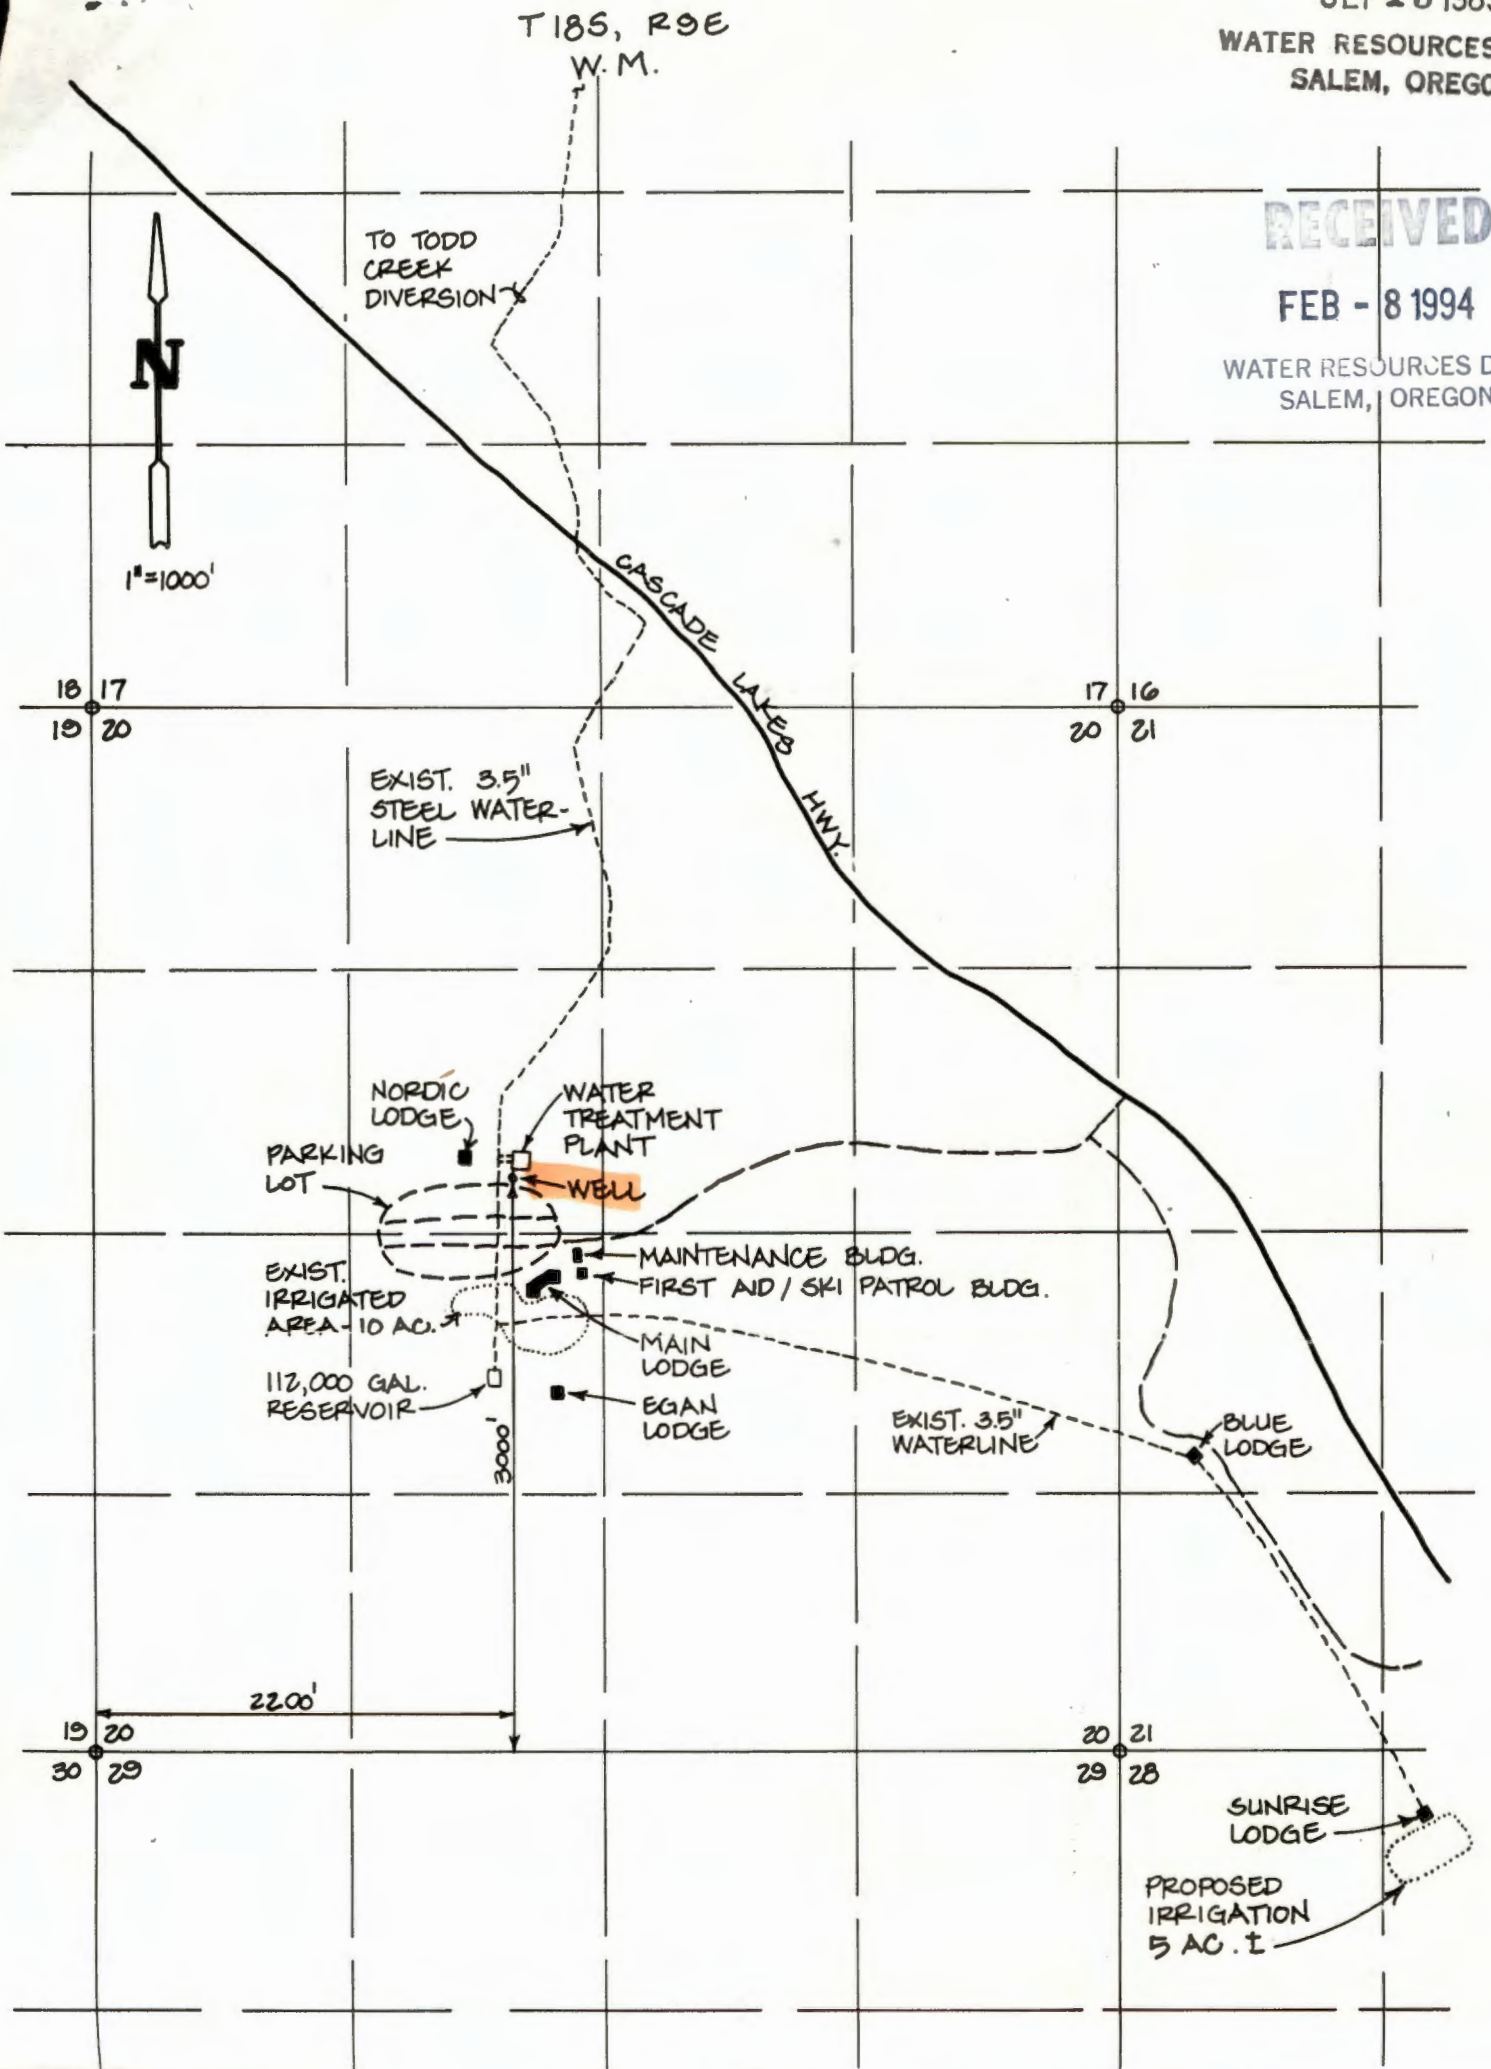 T18S, R9E
W.M.
WATER RESOURCES
SALEM, OREGO
RECEIVED
FEB - 8 1994
WATER RESOURCES D
SALEM, OREGON
TO TODD
CREEK
DIVERSION
N
1"=1000'
CASCADE LAKES HWY.
18 17
19 20
17 16
20 21
EXIST. 3.5"
STEEL WATER-
LINE
NORDIC
LODGE
WATER
TREATMENT
PLANT
PARKING
LOT
WELL
MAINTENANCE BLDG.
FIRST AID / SKI PATROL BLDG.
EXIST.
IRRIGATED
AREA - 10 AC.
MAIN
LODGE
112,000 GAL.
RESERVOIR
EGAN
LODGE
3000'
EXIST. 3.5"
WATERLINE
BLUE
LODGE
2200'
19 20
30 29
20 21
29 28
SUNRISE
LODGE
PROPOSED
IRRIGATION
5 AC. ±